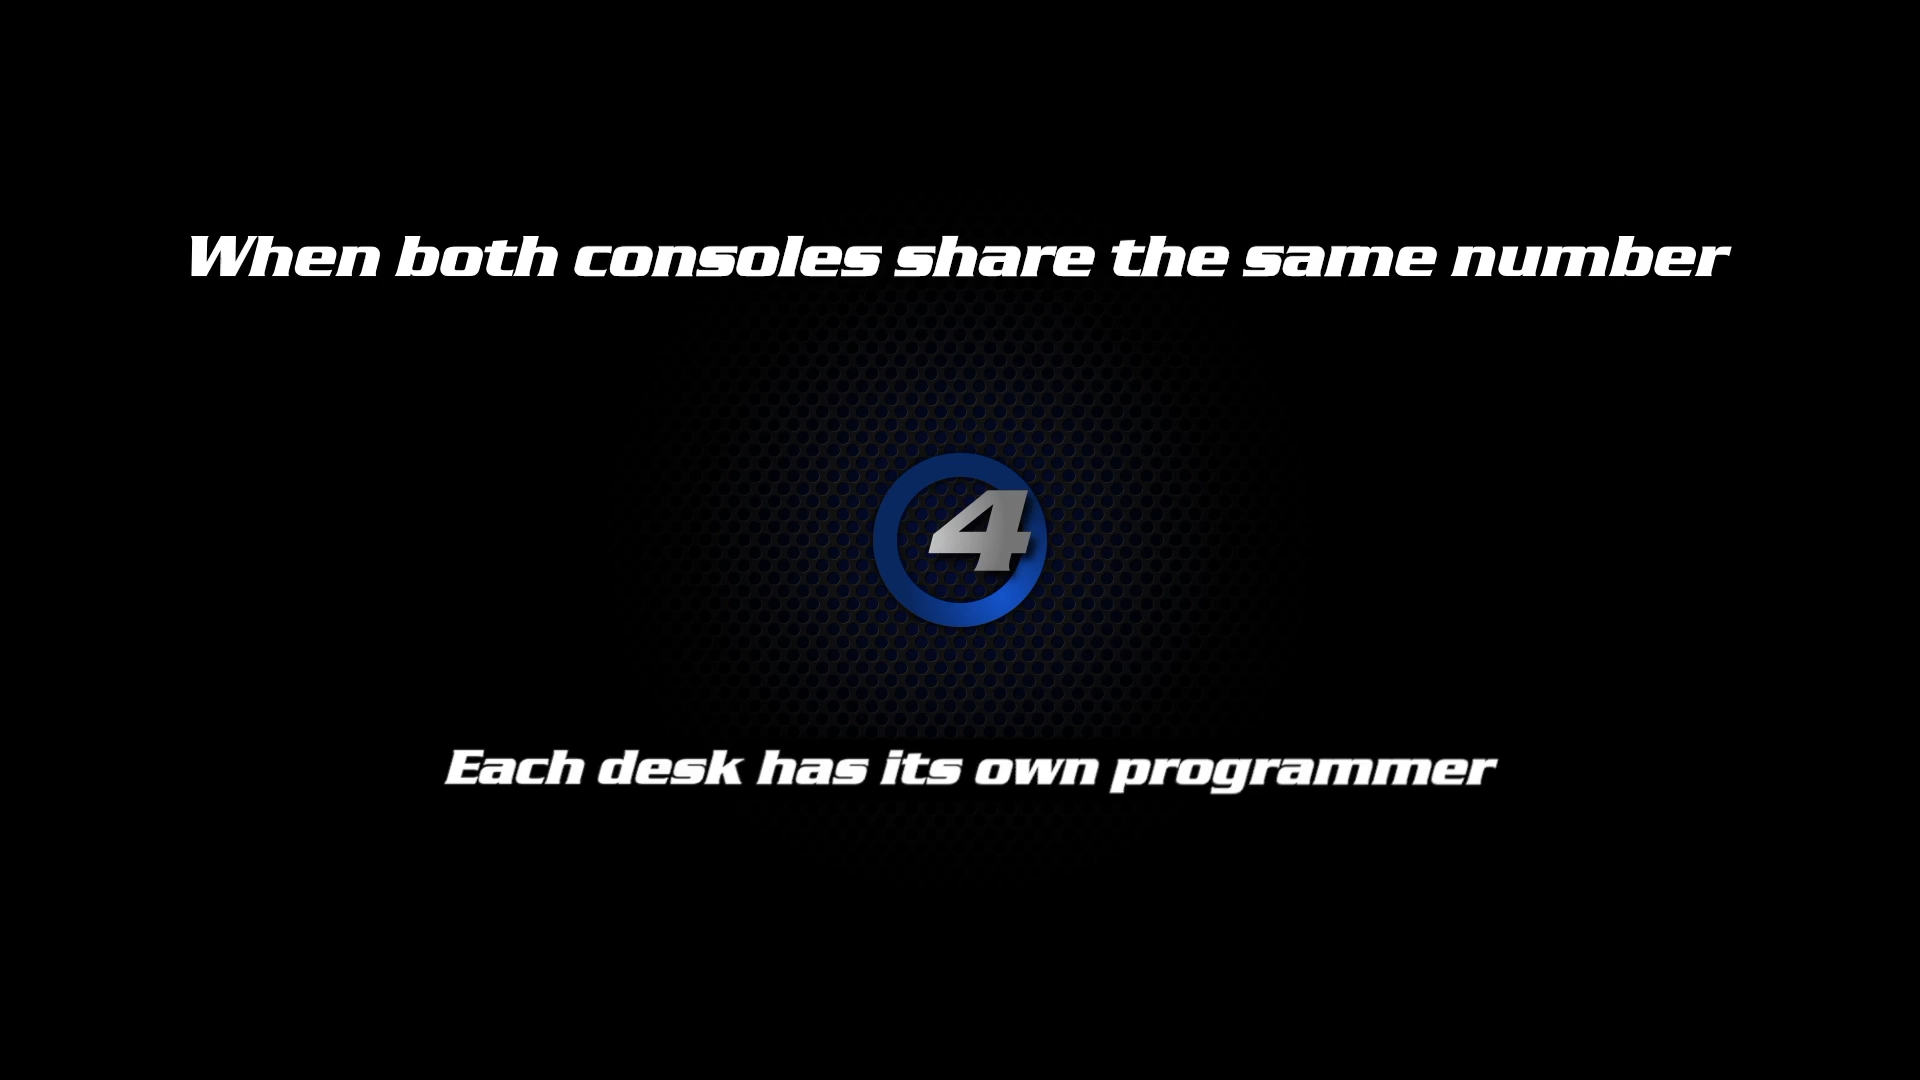 When both consoles share the same number
4
Each desk has its own programmer